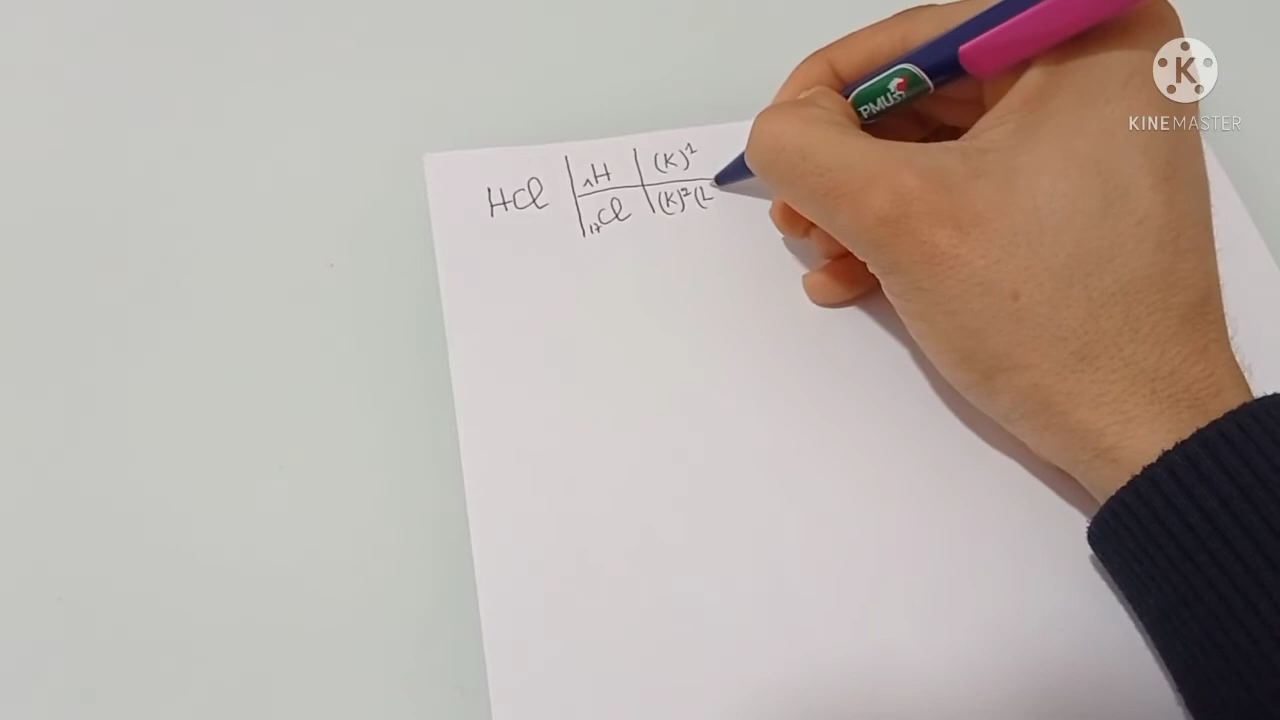 HCl | ₁H | (K)¹
₁₇Cl | (K)²(L
PMU
KINEMASTER
K